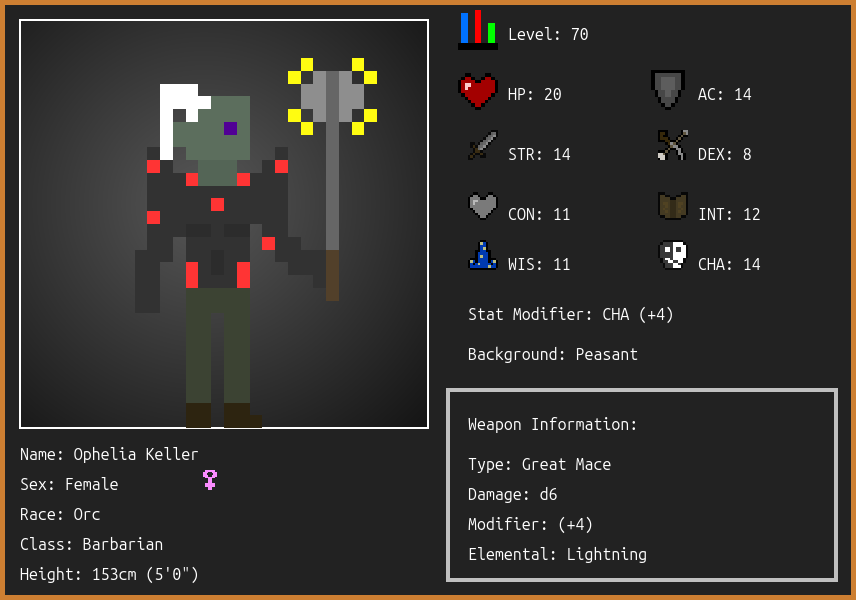 Level: 70
HP: 20
AC: 14
STR: 14
DEX: 8
CON: 11
INT: 12
WIS: 11
CHA: 14
Stat Modifier: CHA (+4)
Background: Peasant
Weapon Information:
Type: Great Mace
Damage: d6
Modifier: (+4)
Elemental: Lightning
Name: Ophelia Keller
Sex: Female
Race: Orc
Class: Barbarian
Height: 153cm (5'0")